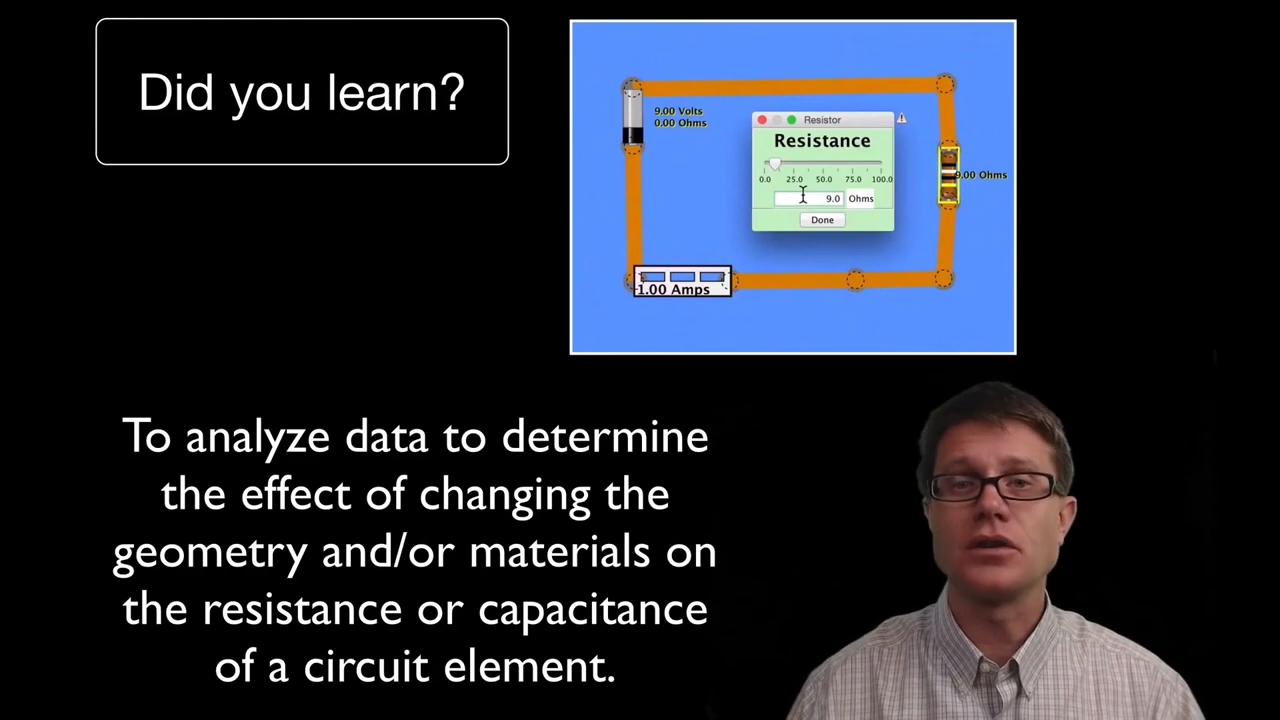 Did you learn?
9.00 Volts
0.00 Ohms
Resistor
Resistance
0.0 25.0 50.0 75.0 100.0
9.0 Ohms
Done
9.00 Ohms
1.00 Amps
To analyze data to determine
the effect of changing the
geometry and/or materials on
the resistance or capacitance
of a circuit element.